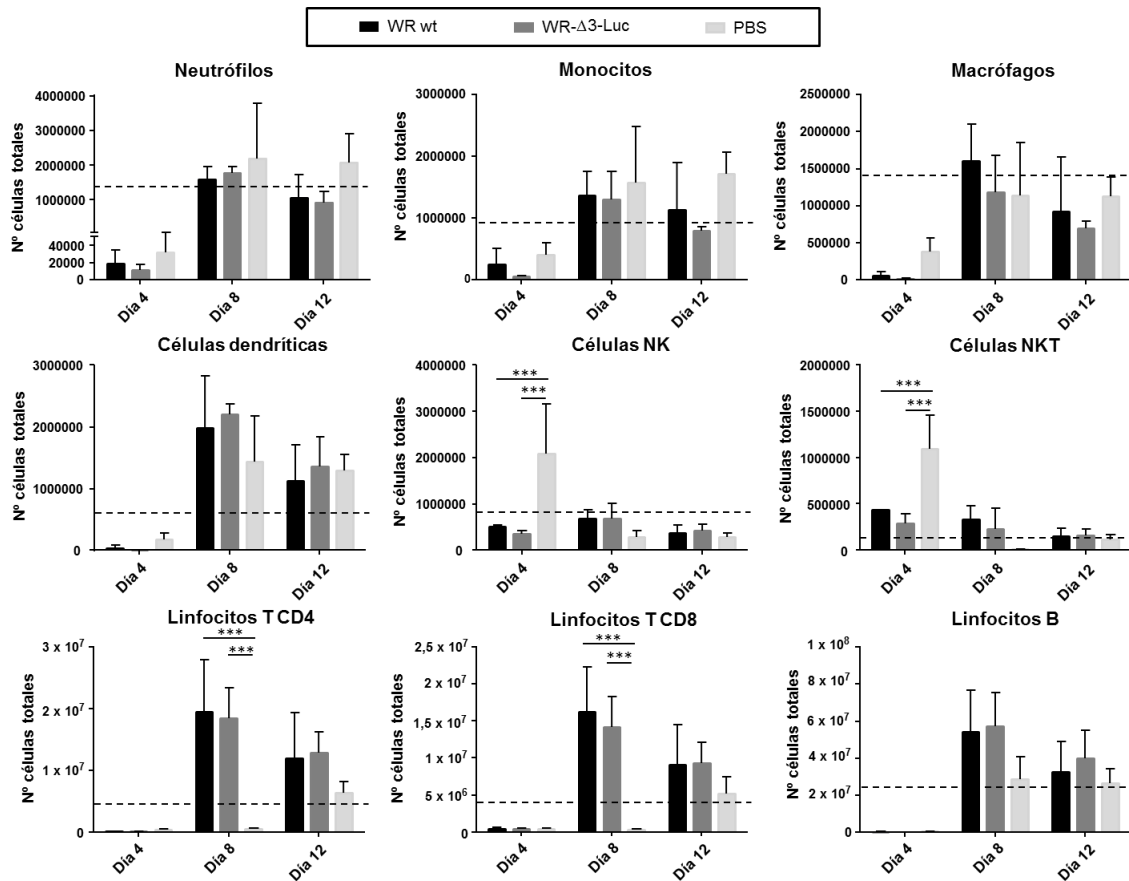 WR wt WR-Δ3-Luc PBS
Neutrófilos
Nº células totales
4000000
3000000
2000000
1000000
40000
20000
0
Día 4 Día 8 Día 12
Monocitos
Nº células totales
3000000
2000000
1000000
0
Día 4 Día 8 Día 12
Macrófagos
Nº células totales
2500000
2000000
1500000
1000000
500000
0
Día 4 Día 8 Día 12
Células dendríticas
Nº células totales
3000000
2000000
1000000
0
Día 4 Día 8 Día 12
Células NK
Nº células totales
4000000
3000000
2000000
1000000
0
***
***
Día 4 Día 8 Día 12
Células NKT
Nº células totales
2000000
1500000
1000000
500000
0
***
***
Día 4 Día 8 Día 12
Linfocitos T CD4
Nº células totales
3 x 10⁷
2 x 10⁷
1 x 10⁷
0
***
***
Día 4 Día 8 Día 12
Linfocitos T CD8
Nº células totales
2,5 x 10⁷
2 x 10⁷
1,5 x 10⁷
1 x 10⁷
5 x 10⁶
0
***
***
Día 4 Día 8 Día 12
Linfocitos B
Nº células totales
1 x 10⁸
8 x 10⁷
6 x 10⁷
4 x 10⁷
2 x 10⁷
0
Día 4 Día 8 Día 12